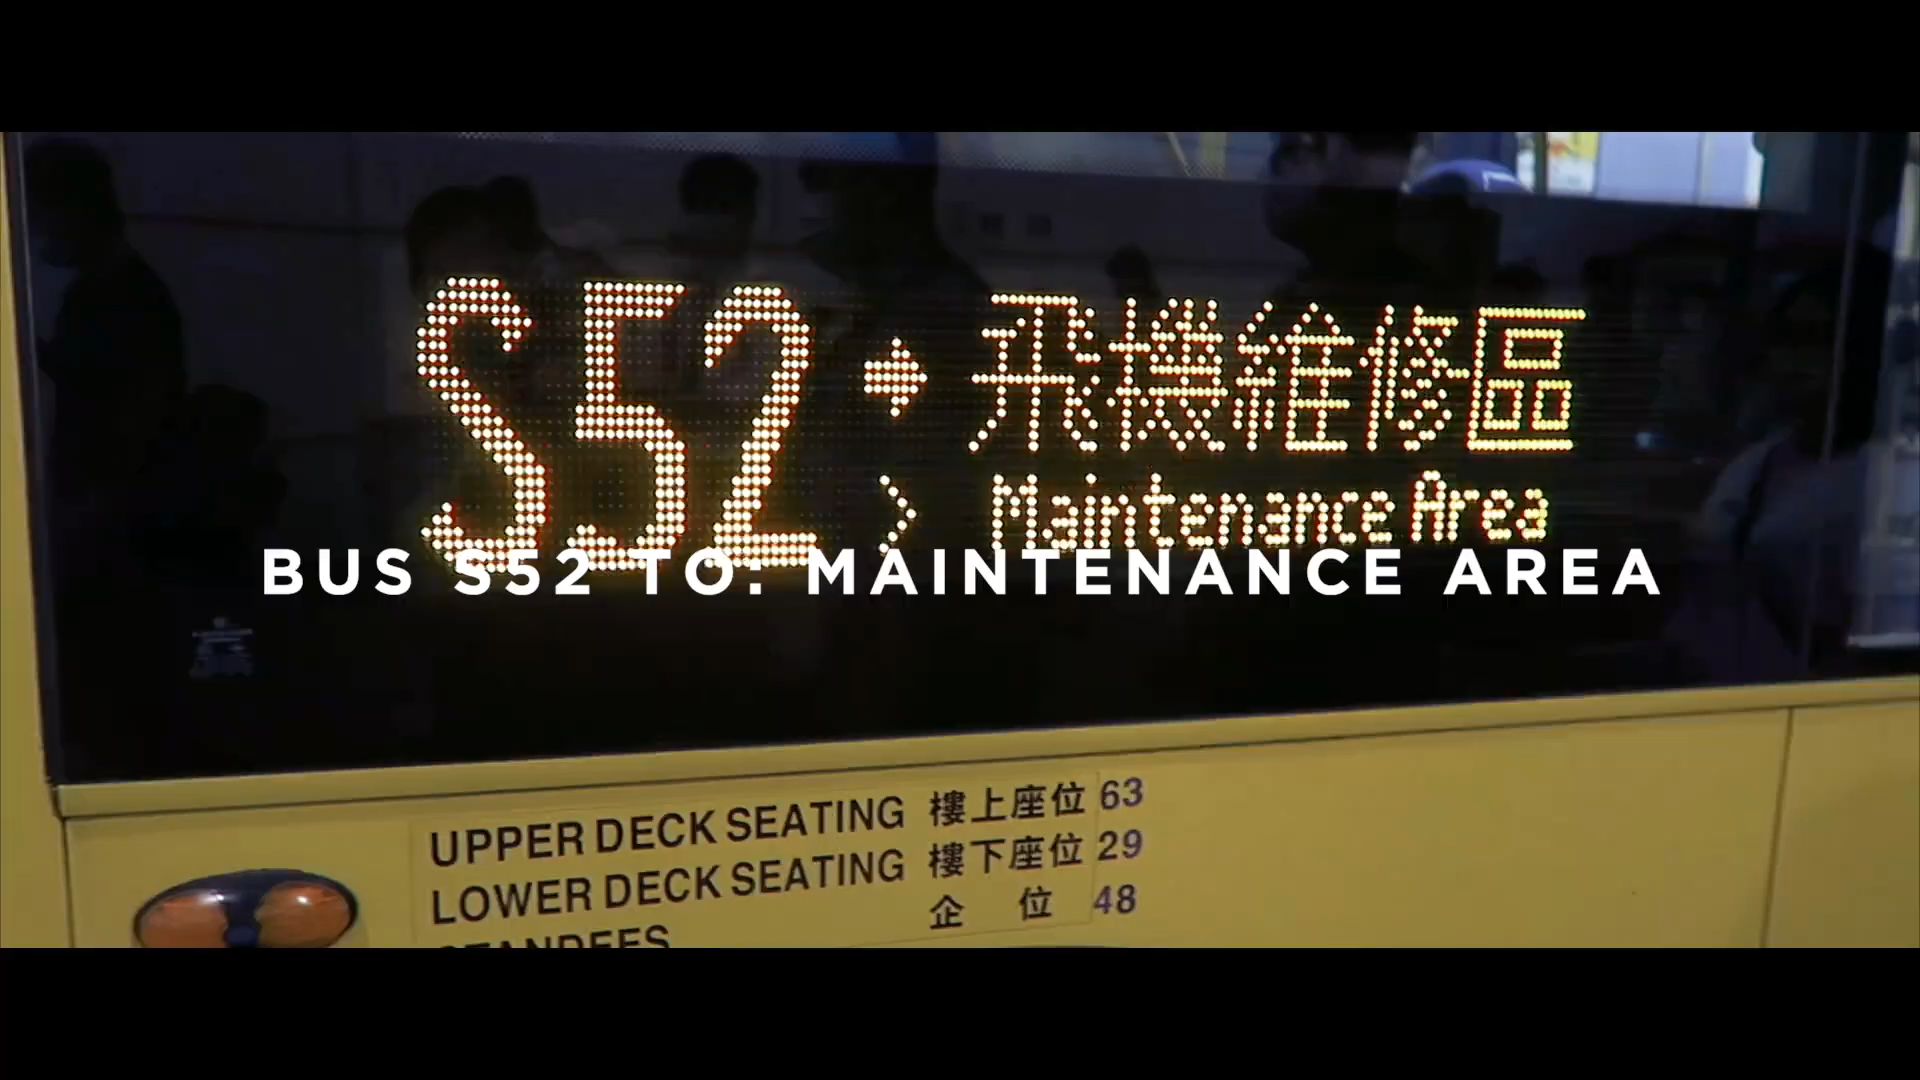 S52 → 飛機維修區
> Maintenance Area
BUS S52 TO: MAINTENANCE AREA
UPPER DECK SEATING 樓上座位 63
LOWER DECK SEATING 樓下座位 29
STANDEES 企 位 48